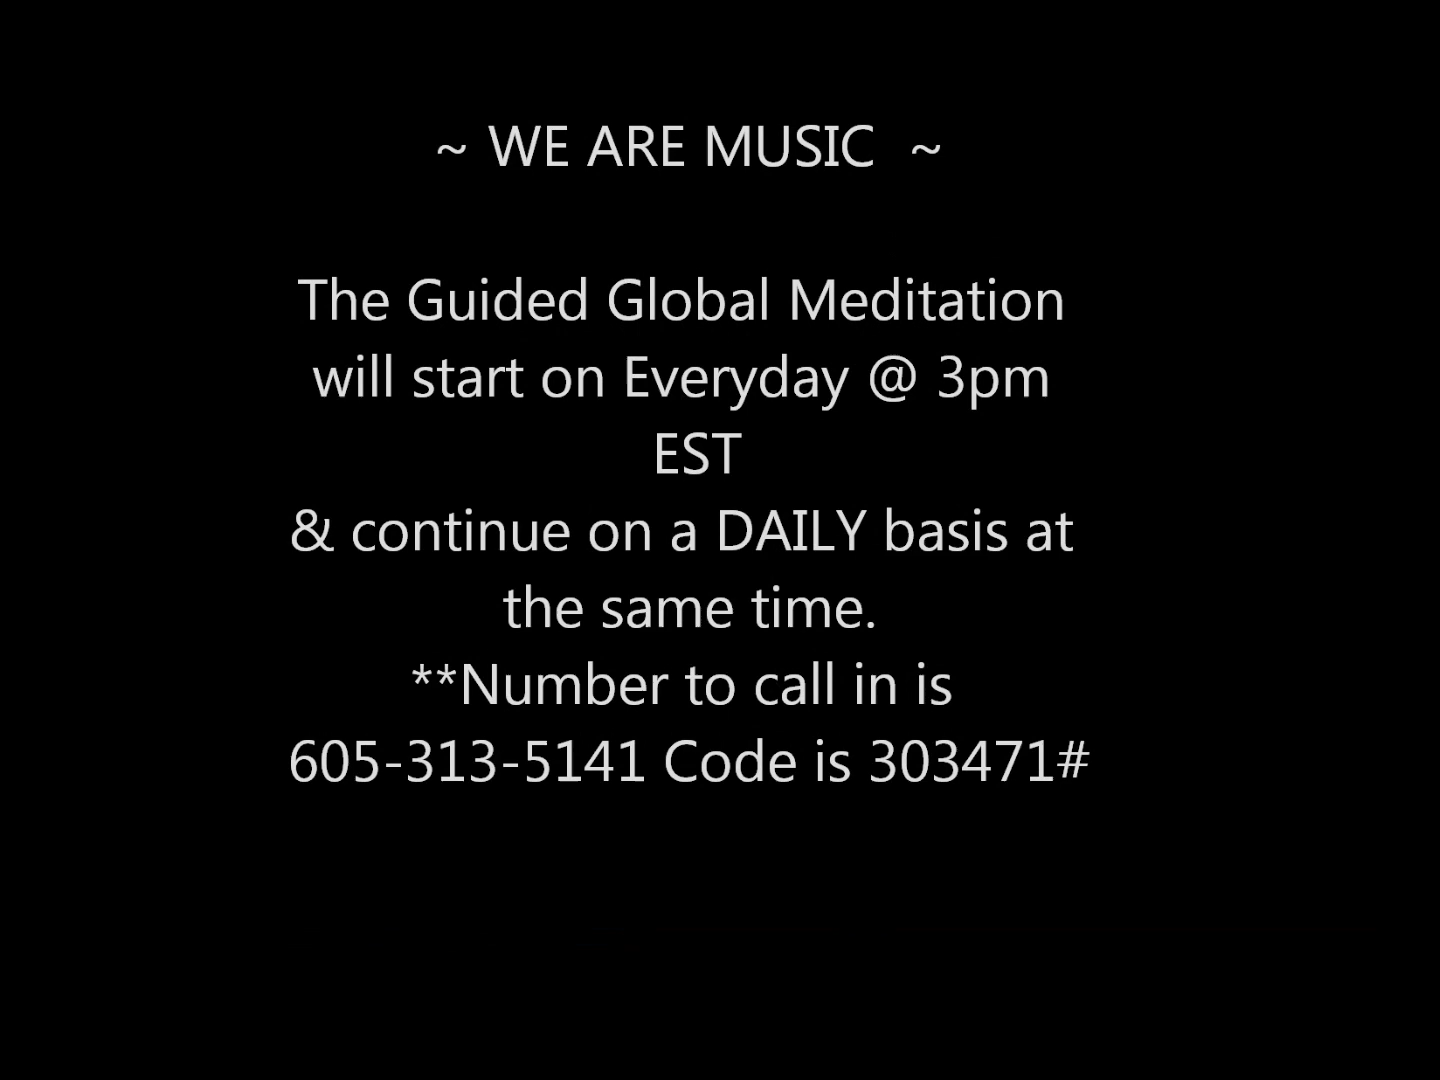 ~ WE ARE MUSIC ~
The Guided Global Meditation
will start on Everyday @ 3pm
EST
& continue on a DAILY basis at
the same time.
**Number to call in is
605-313-5141 Code is 303471#